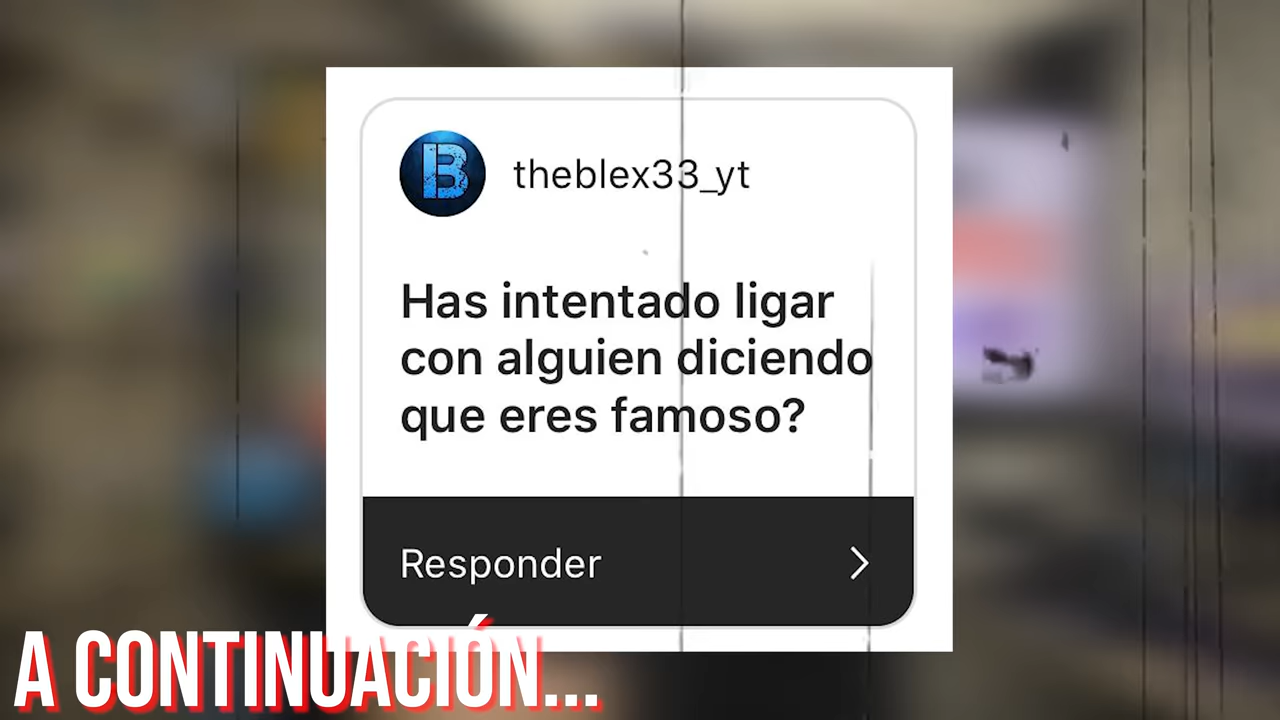 B
theblex33_yt
Has intentado ligar
con alguien diciendo
que eres famoso?
Responder
A CONTINUACIÓN...